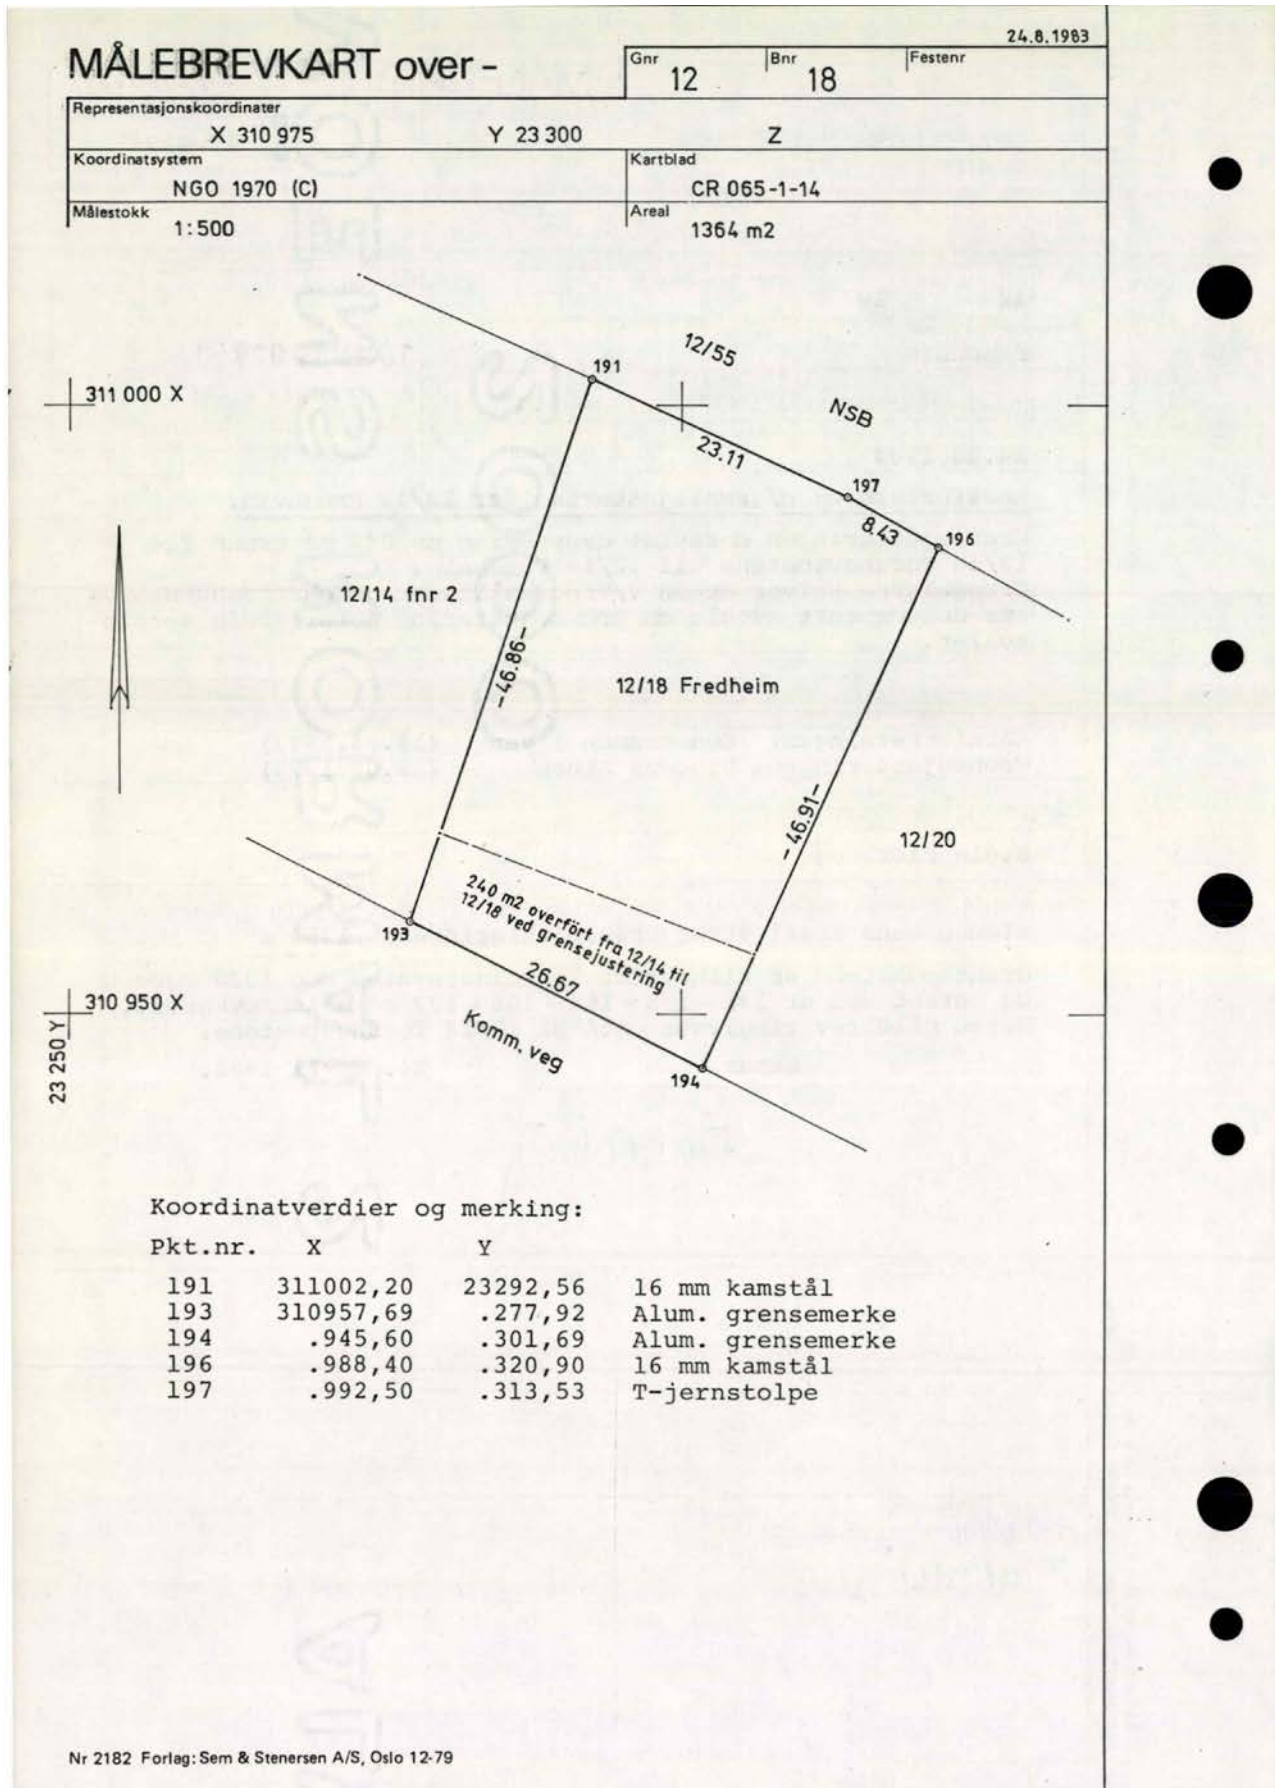 24.8.1983
MÅLEBREVKART over -
Gnr
12
Bnr
18
Festenr
Representasjonskoordinater
X 310 975
Y 23 300
Z
Koordinatsystem
NGO 1970 (C)
Kartblad
CR 065-1-14
Målestokk
1:500
Areal
1364 m2
191
12/55
NSB
311 000 X
23.11
197
8.43
196
12/14 fnr 2
-46.86-
12/18 Fredheim
-46.91-
12/20
240 m2 overfört fra 12/14 til
12/18 ved grensejustering
193
26.67
310 950 X
23 250 Y
Komm. veg
194
Koordinatverdier og merking:
Pkt.nr. X Y
191 311002,20 23292,56 16 mm kamstål
193 310957,69 .277,92 Alum. grensemerke
194 .945,60 .301,69 Alum. grensemerke
196 .988,40 .320,90 16 mm kamstål
197 .992,50 .313,53 T-jernstolpe
Nr 2182 Forlag: Sem & Stenersen A/S, Oslo 12-79